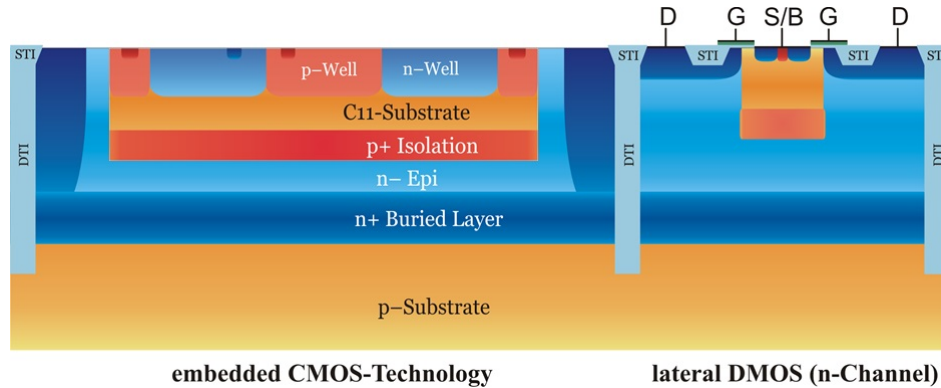 D G S/B G D
STI STI STI STI STI
p–Well n–Well
C11-Substrate
p+ Isolation
DTI DTI DTI
n– Epi
n+ Buried Layer
p–Substrate
embedded CMOS-Technology lateral DMOS (n-Channel)